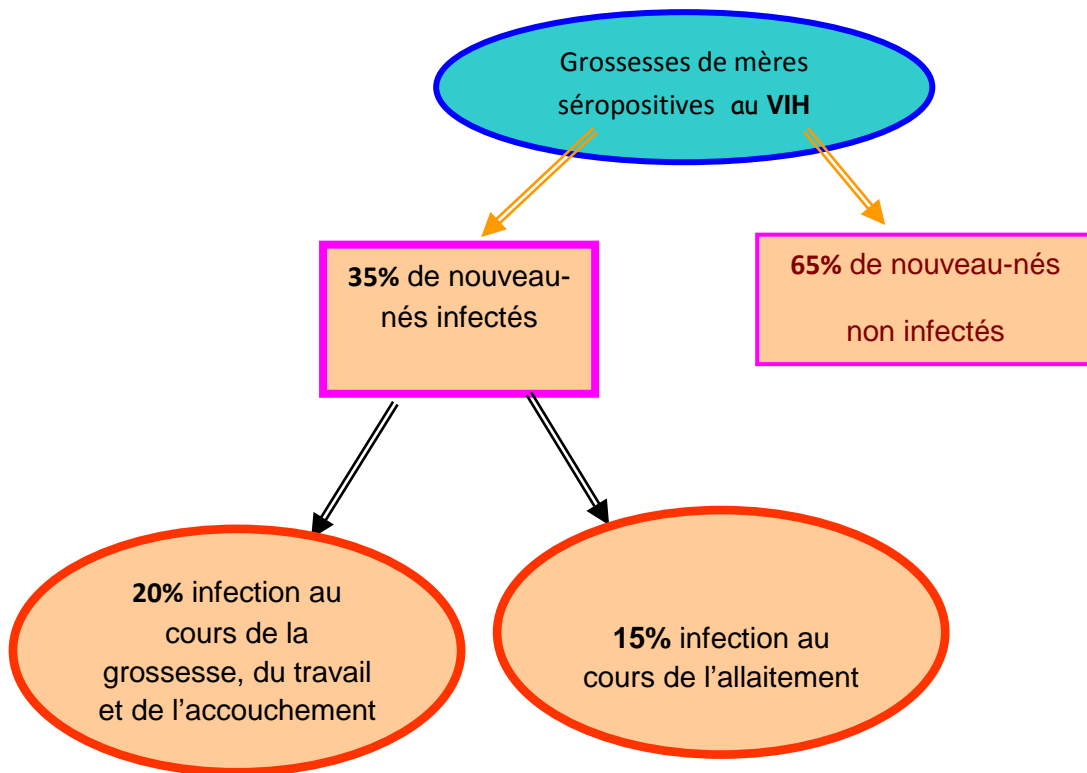 Grossesses de mères
séropositives au VIH
35% de nouveau-
nés infectés
65% de nouveau-nés
non infectés
20% infection au
cours de la
grossesse, du travail
et de l’accouchement
15% infection au
cours de l’allaitement